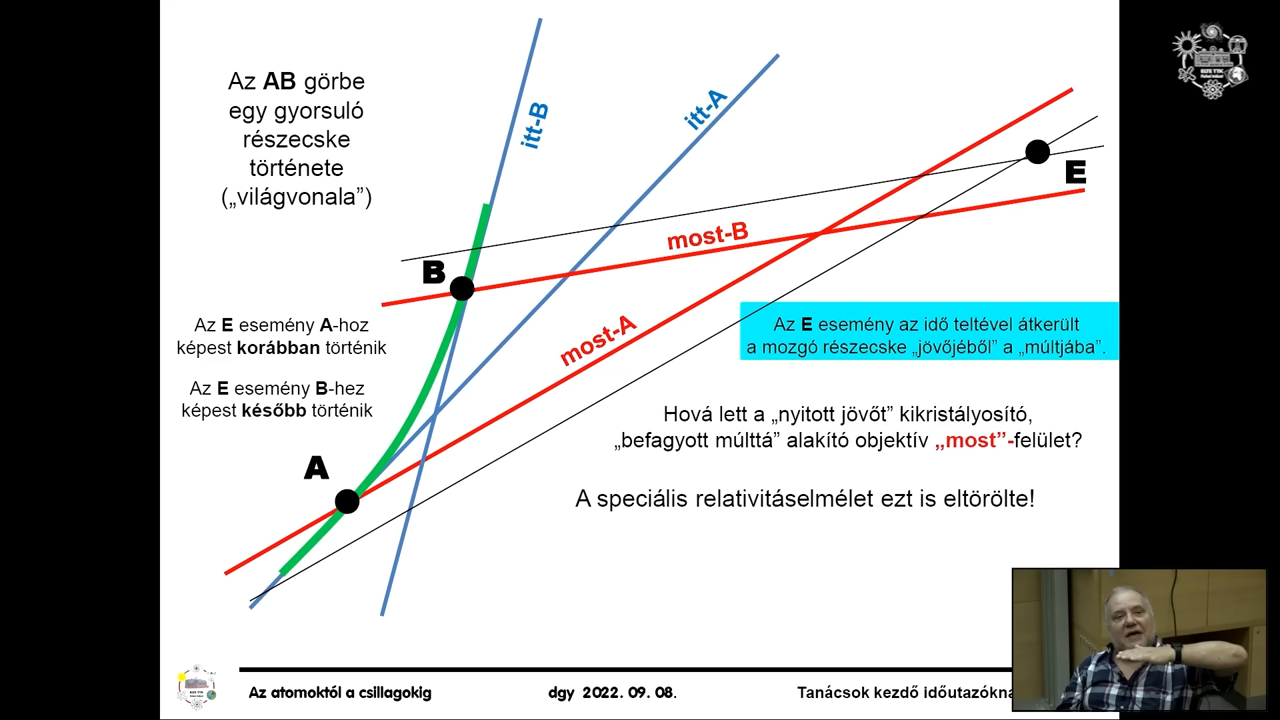 Az AB görbe
egy gyorsuló
részecske
története
(„világvonala”)
itt-B
itt-A
E
most-B
B
most-A
Az E esemény A-hoz
képest korábban történik
Az E esemény B-hez
képest később történik
A
Az E esemény az idő teltével átkerült
a mozgó részecske „jövőjéből” a „múltjába”.
Hová lett a „nyitott jövőt” kikristályosító,
„befagyott múlttá” alakító objektív „most”-felület?
A speciális relativitáselmélet ezt is eltörölte!
Az atomoktól a csillagokig
dgy 2022. 09. 08.
Tanácsok kezdő időutazókna